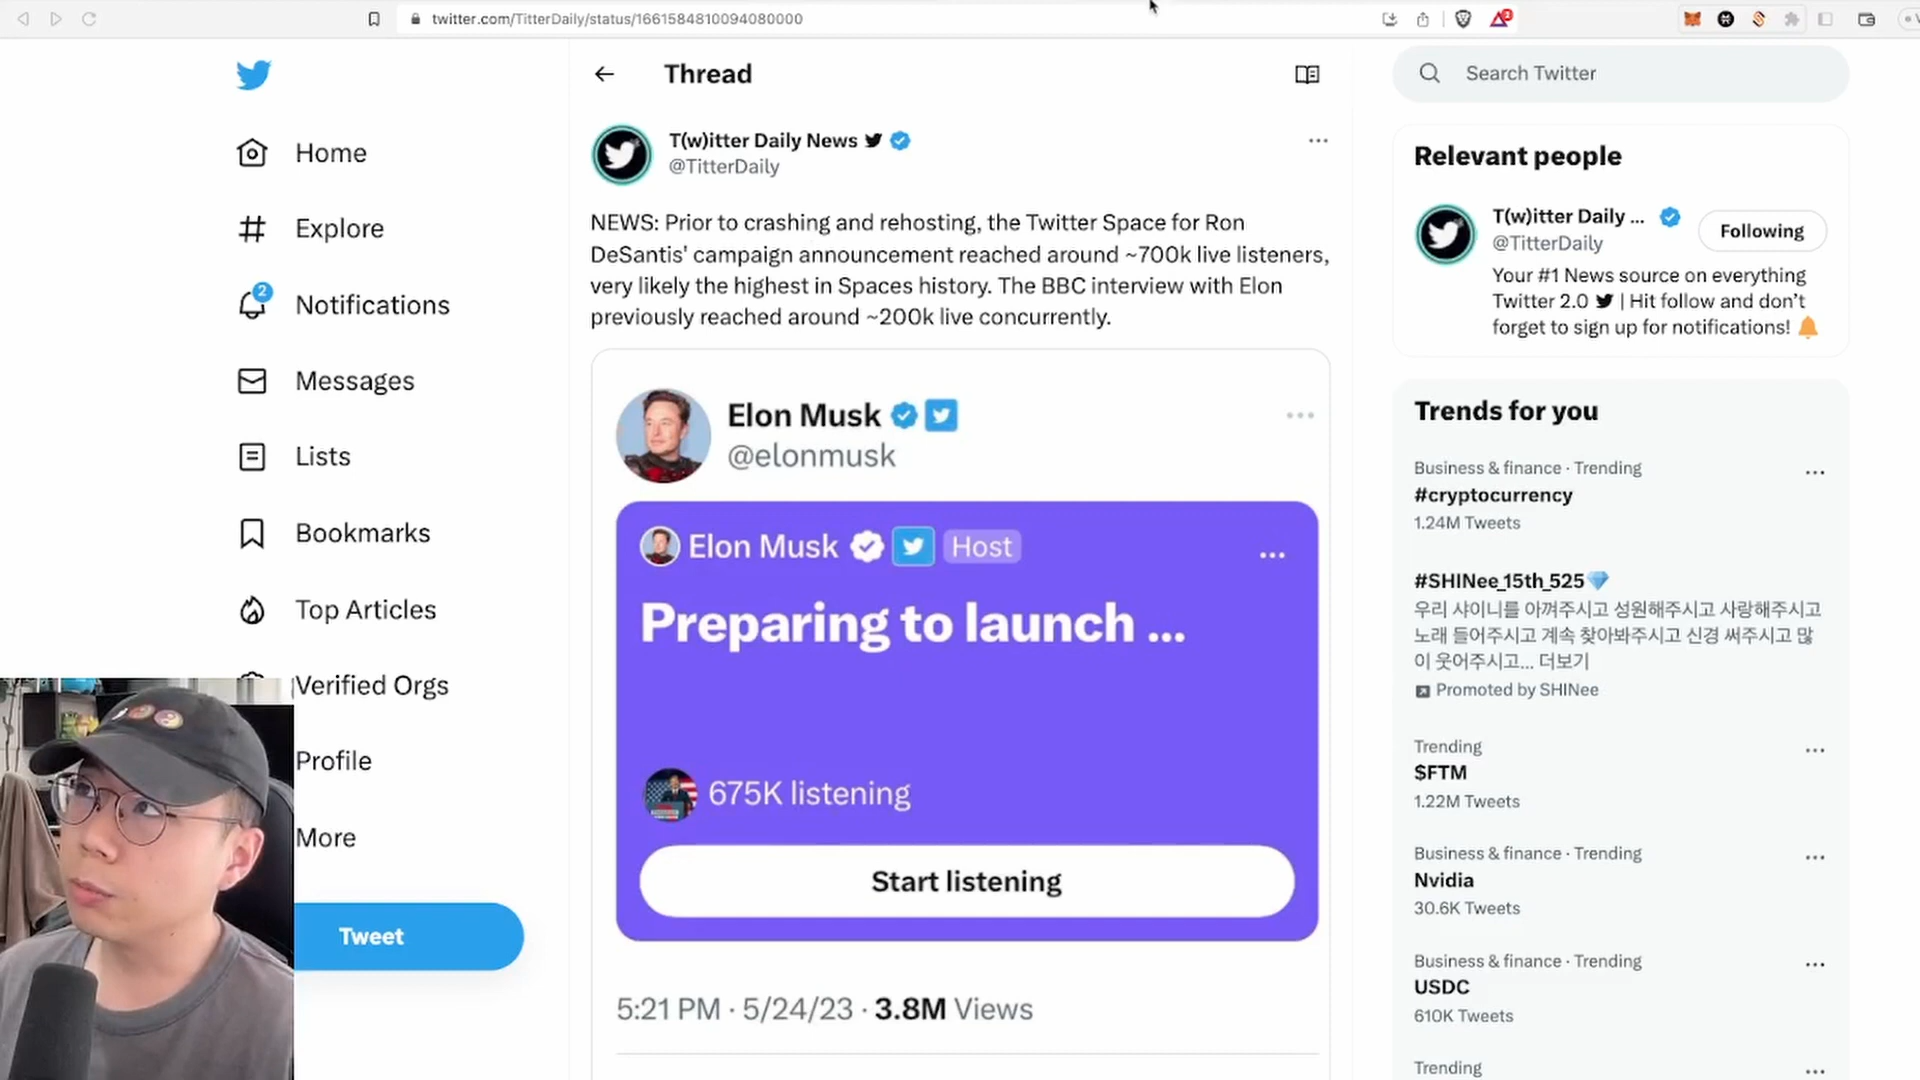 twitter.com/TitterDaily/status/1661584810094080000
Home
Explore
2
Notifications
Messages
Lists
Bookmarks
Top Articles
Verified Orgs
Profile
More
Tweet
Thread
T(w)itter Daily News
@TitterDaily
NEWS: Prior to crashing and rehosting, the Twitter Space for Ron
DeSantis' campaign announcement reached around ~700k live listeners,
very likely the highest in Spaces history. The BBC interview with Elon
previously reached around ~200k live concurrently.
Elon Musk
@elonmusk
Elon Musk Host
Preparing to launch ...
675K listening
Start listening
5:21 PM · 5/24/23 · 3.8M Views
Search Twitter
Relevant people
T(w)itter Daily ...
@TitterDaily
Following
Your #1 News source on everything
Twitter 2.0 | Hit follow and don't
forget to sign up for notifications!
Trends for you
Business & finance · Trending
#cryptocurrency
1.24M Tweets
#SHINee_15th_525
우리 샤이니를 아껴주시고 성원해주시고 사랑해주시고
노래 들어주시고 계속 찾아봐주시고 신경 써주시고 많
이 웃어주시고... 더보기
Promoted by SHINee
Trending
$FTM
1.22M Tweets
Business & finance · Trending
Nvidia
30.6K Tweets
Business & finance · Trending
USDC
610K Tweets
Trending